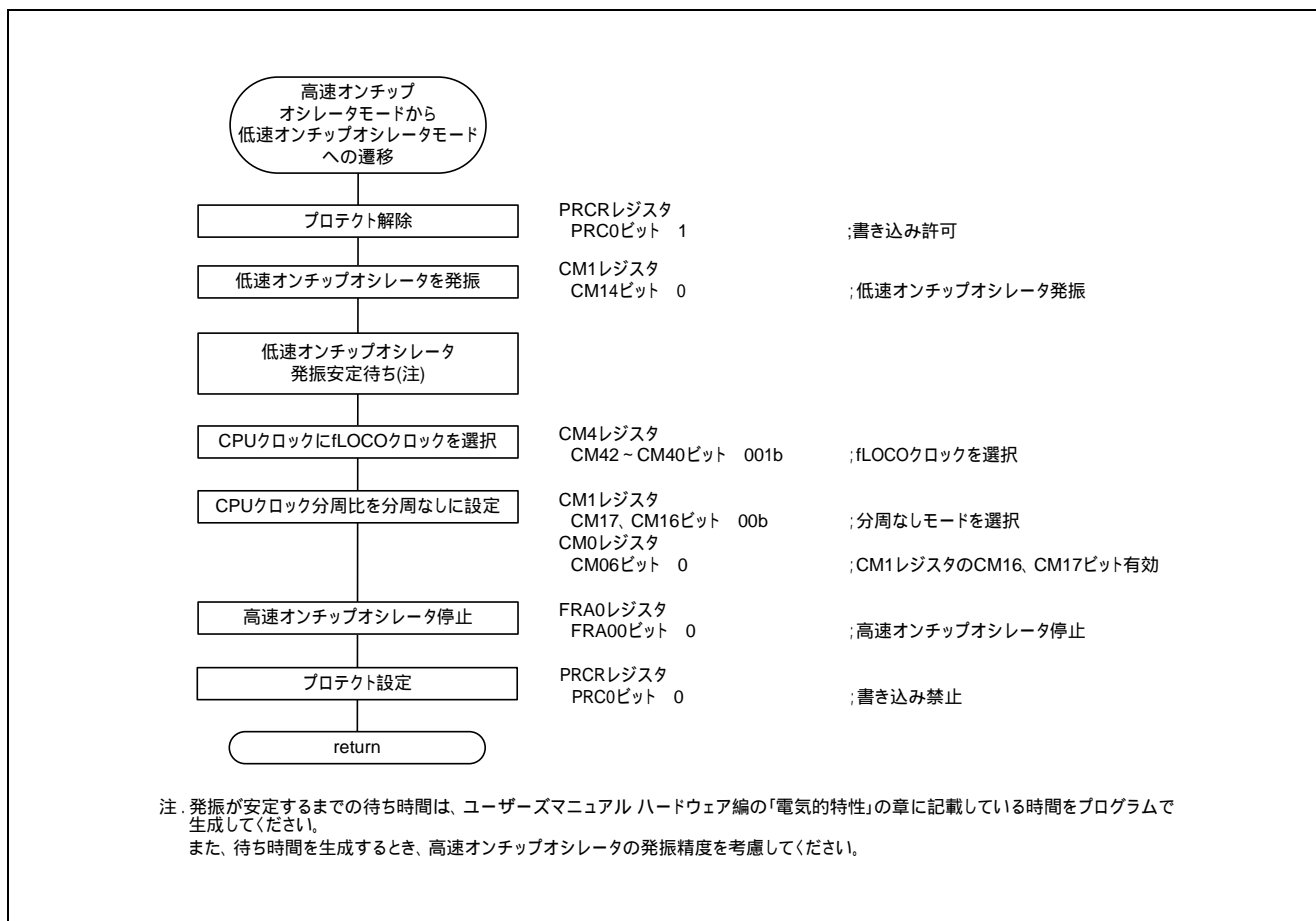 高速オンチップ
オシレータモードから
低速オンチップオシレータモード
への遷移
プロテクト解除
PRCRレジスタ
PRC0ビット 1 ;書き込み許可
低速オンチップオシレータを発振
CM1レジスタ
CM14ビット 0 ;低速オンチップオシレータ発振
低速オンチップオシレータ
発振安定待ち(注)
CPUクロックにfLOCOクロックを選択
CM4レジスタ
CM42～CM40ビット 001b ;fLOCOクロックを選択
CPUクロック分周比を分周なしに設定
CM1レジスタ
CM17、CM16ビット 00b ;分周なしモードを選択
CM0レジスタ
CM06ビット 0 ;CM1レジスタのCM16、CM17ビット有効
高速オンチップオシレータ停止
FRA0レジスタ
FRA00ビット 0 ;高速オンチップオシレータ停止
プロテクト設定
PRCRレジスタ
PRC0ビット 0 ;書き込み禁止
return
注. 発振が安定するまでの待ち時間は、ユーザーズマニュアル ハードウェア編の「電気的特性」の章に記載している時間をプログラムで
生成してください。
また、待ち時間を生成するとき、高速オンチップオシレータの発振精度を考慮してください。